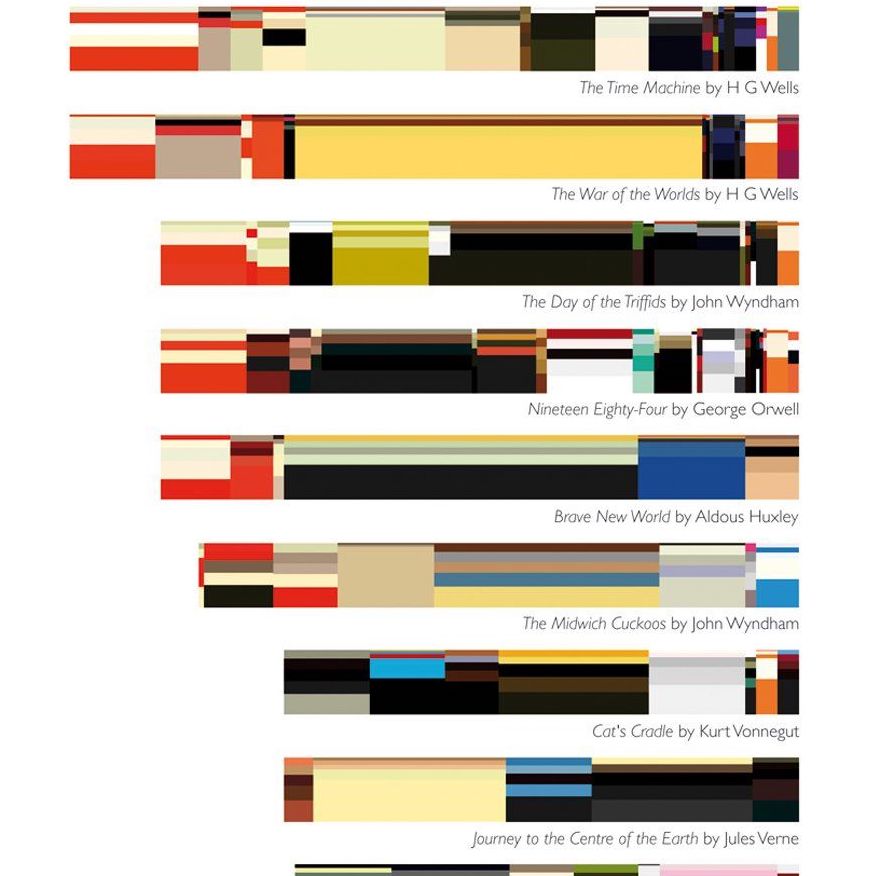 The Time Machine by H G Wells
The War of the Worlds by H G Wells
The Day of the Triffids by John Wyndham
Nineteen Eighty-Four by George Orwell
Brave New World by Aldous Huxley
The Midwich Cuckoos by John Wyndham
Cat's Cradle by Kurt Vonnegut
Journey to the Centre of the Earth by Jules Verne